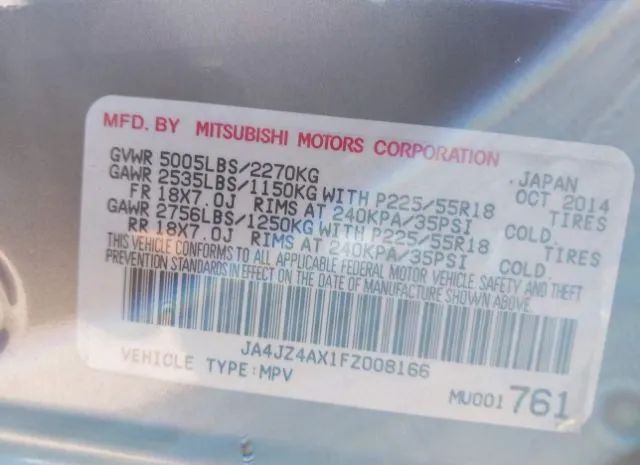 MFD. BY MITSUBISHI MOTORS CORPORATION
GVWR 5005LBS/2270KG JAPAN
GAWR 2535LBS/1150KG WITH P225/55R18 OCT 2014
FR 18X7.0J RIMS AT 240KPA/35PSI COLD. TIRES
GAWR 2756LBS/1250KG WITH P225/55R18 TIRES
RR 18X7.0J RIMS AT 240KPA/35PSI COLD.
THIS VEHICLE CONFORMS TO ALL APPLICABLE FEDERAL MOTOR VEHICLE SAFETY AND THEFT
PREVENTION STANDARDS IN EFFECT ON THE DATE OF MANUFACTURE SHOWN ABOVE.
JA4JZ4AX1FZ008166
VEHICLE TYPE:MPV
MU001 761